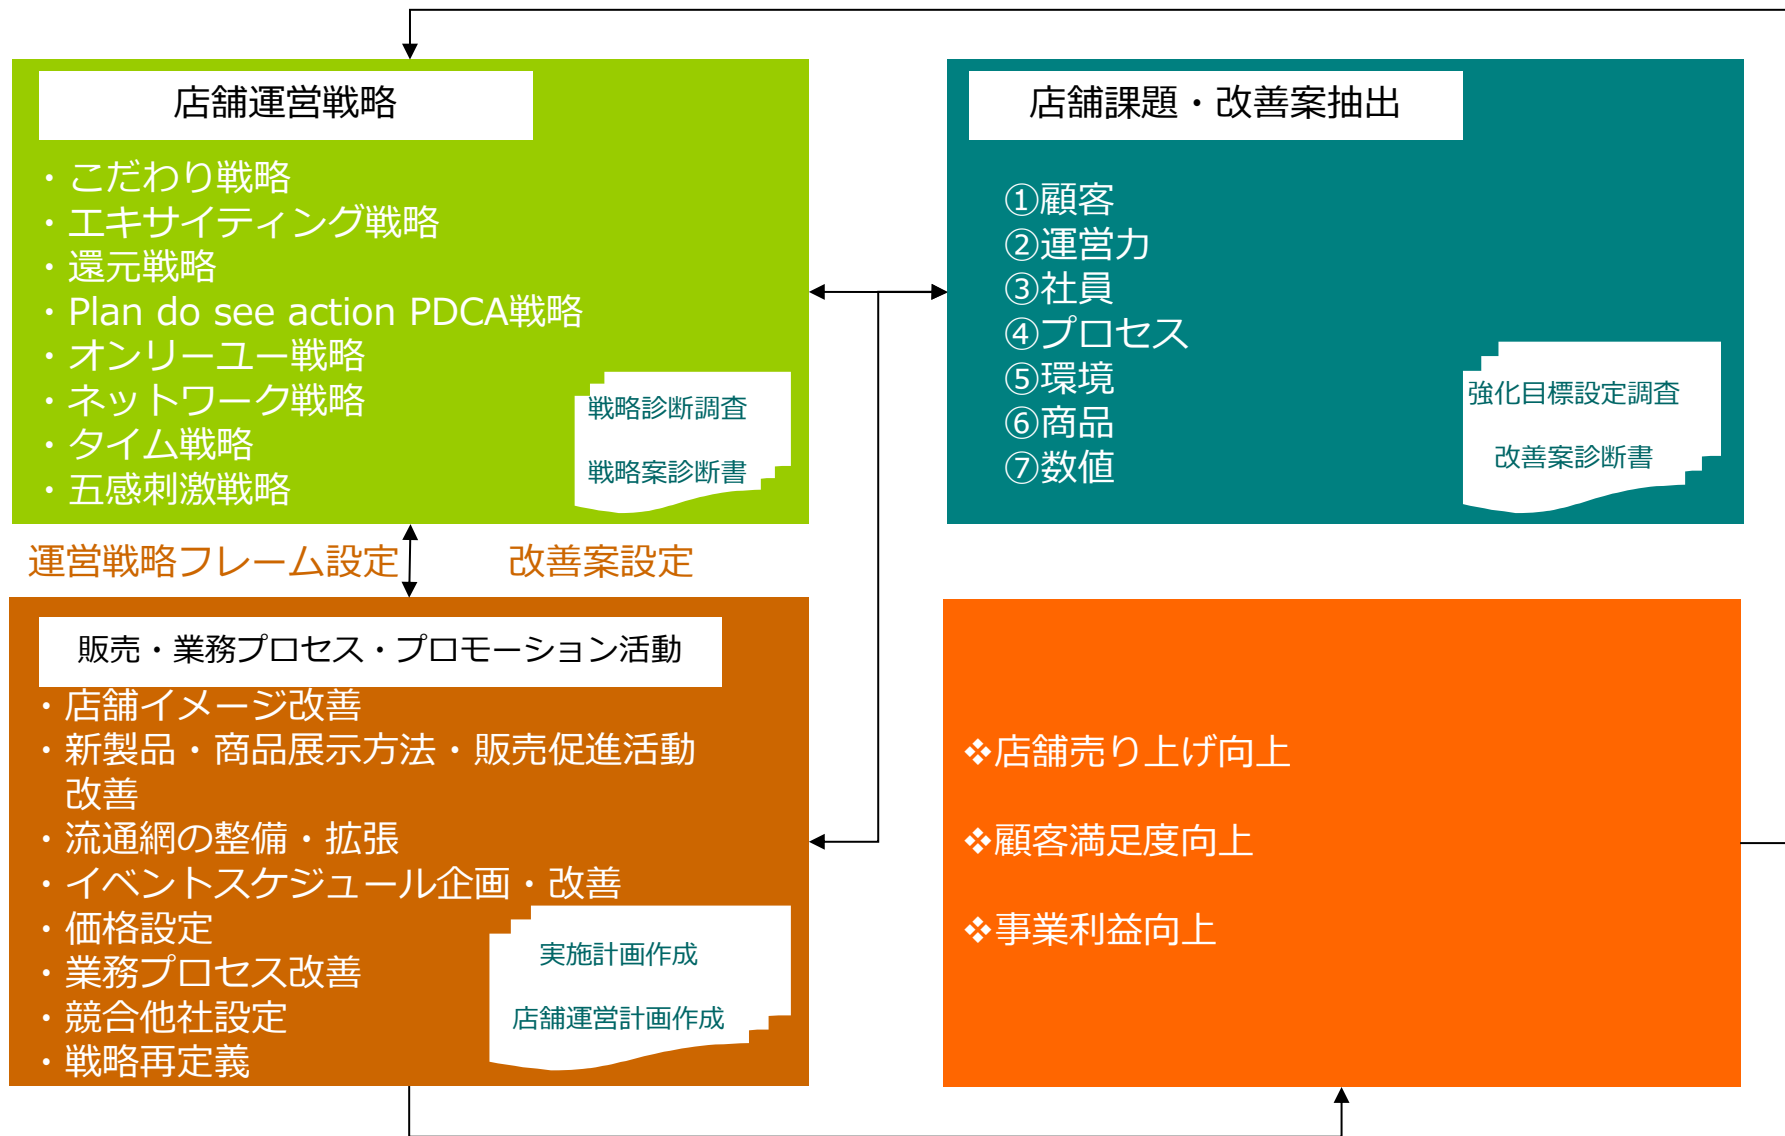 店舗運営戦略
・こだわり戦略
・エキサイティング戦略
・還元戦略
・Plan do see action PDCA戦略
・オンリーユー戦略
・ネットワーク戦略
・タイム戦略
・五感刺激戦略
戦略診断調査
戦略案診断書
店舗課題・改善案抽出
①顧客
②運営力
③社員
④プロセス
⑤環境
⑥商品
⑦数値
強化目標設定調査
改善案診断書
運営戦略フレーム設定
改善案設定
販売・業務プロセス・プロモーション活動
・店舗イメージ改善
・新製品・商品展示方法・販売促進活動
改善
・流通網の整備・拡張
・イベントスケジュール企画・改善
・価格設定
・業務プロセス改善
・競合他社設定
・戦略再定義
実施計画作成
店舗運営計画作成
❖店舗売り上げ向上
❖顧客満足度向上
❖事業利益向上